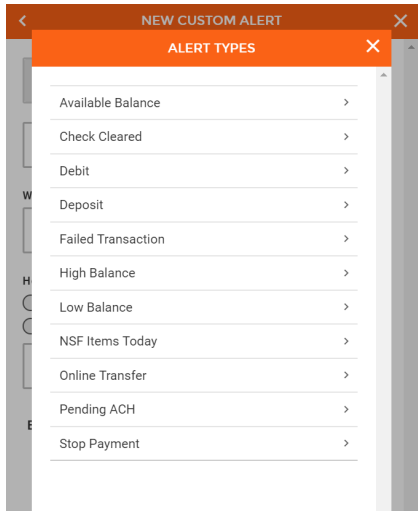 NEW CUSTOM ALERT
ALERT TYPES
Available Balance
Check Cleared
Debit
Deposit
Failed Transaction
High Balance
Low Balance
NSF Items Today
Online Transfer
Pending ACH
Stop Payment